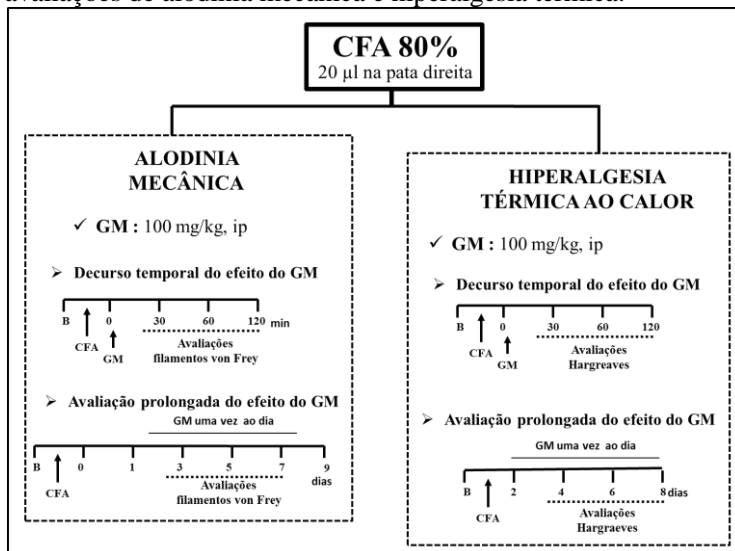 avaliações de alodinia mecânica e hiperalgesia térmica.
CFA 80%
20 µl na pata direita
ALODINIA
MECÂNICA
✓ GM : 100 mg/kg, ip
➢ Decurso temporal do efeito do GM
B 0 30 60 120 min
CFA
GM
Avaliações
filamentos von Frey
➢ Avaliação prolongada do efeito do GM
GM uma vez ao dia
B 0 1 3 5 7 9
dias
CFA
Avaliações
filamentos von Frey
HIPERALGESIA
TÉRMICA AO CALOR
✓ GM : 100 mg/kg, ip
➢ Decurso temporal do efeito do GM
B 0 30 60 120
CFA
GM
Avaliações
Hargreaves
➢ Avaliação prolongada do efeito do GM
GM uma vez ao dia
B 2 4 6 8 dias
CFA
Avaliações
Hargraeves